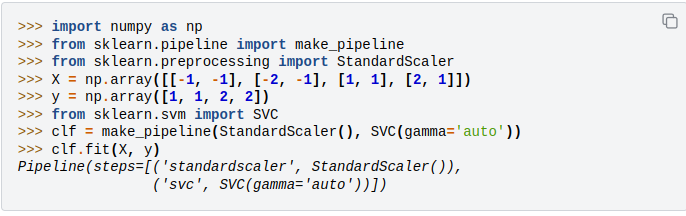 >>> import numpy as np
>>> from sklearn.pipeline import make_pipeline
>>> from sklearn.preprocessing import StandardScaler
>>> X = np.array([[-1, -1], [-2, -1], [1, 1], [2, 1]])
>>> y = np.array([1, 1, 2, 2])
>>> from sklearn.svm import SVC
>>> clf = make_pipeline(StandardScaler(), SVC(gamma='auto'))
>>> clf.fit(X, y)
Pipeline(steps=[('standardscaler', StandardScaler()),
                ('svc', SVC(gamma='auto'))])